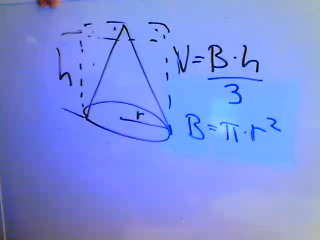 h
r
V = B·h
3
B = π·r²